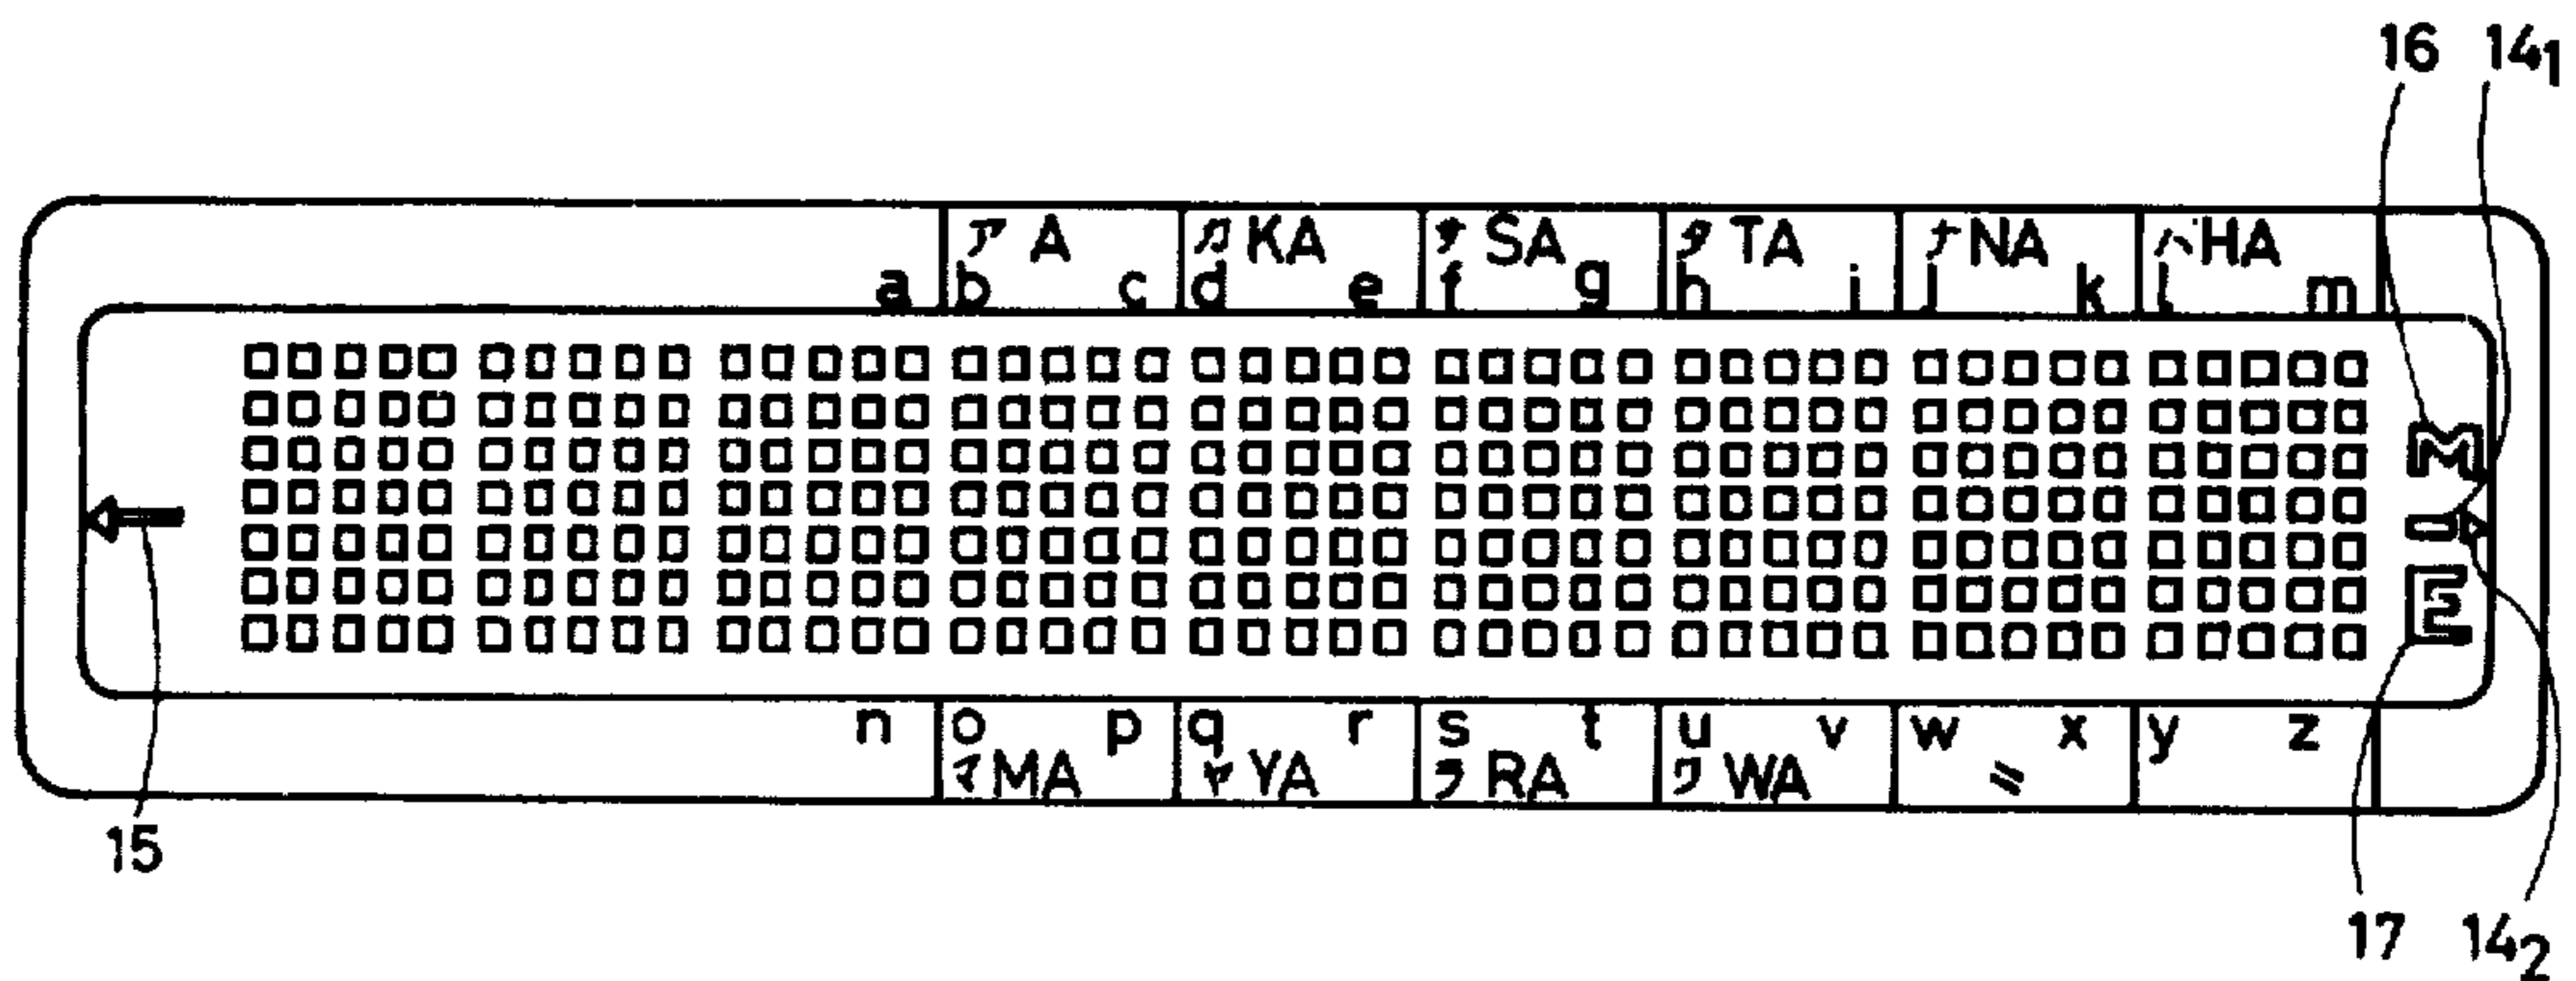 16 14₁
ア A カ KA サ SA タ TA ナ NA ハ HA
a b c d e f g h i j k l m
M
E
n o p q r s t u v w x y z
マ MA ヤ YA ラ RA ワ WA 〃
15
17 14₂